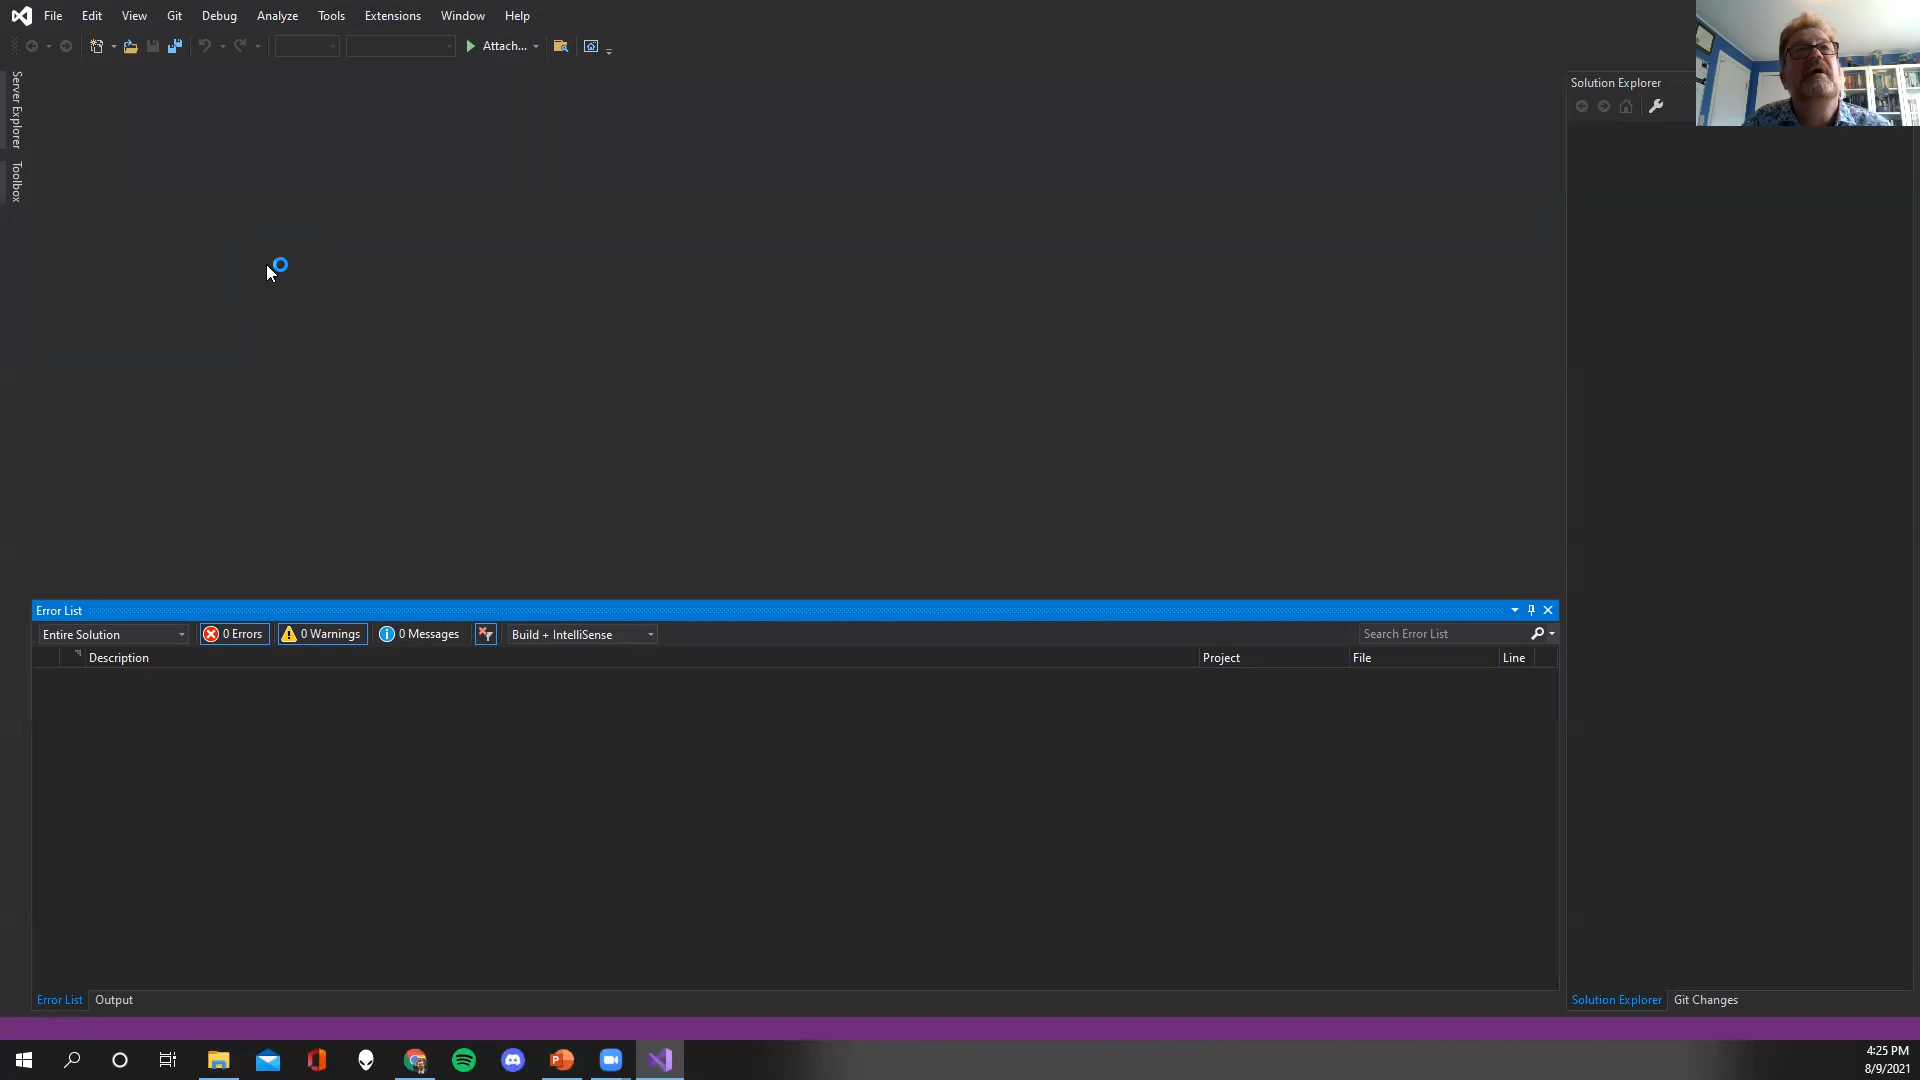 File Edit View Git Debug Analyze Tools Extensions Window Help
Attach...
Server Explorer
Toolbox
Solution Explorer
Error List
Entire Solution 0 Errors 0 Warnings 0 Messages Build + IntelliSense Search Error List
Description Project File Line
Error List Output
Solution Explorer Git Changes
4:25 PM
8/9/2021